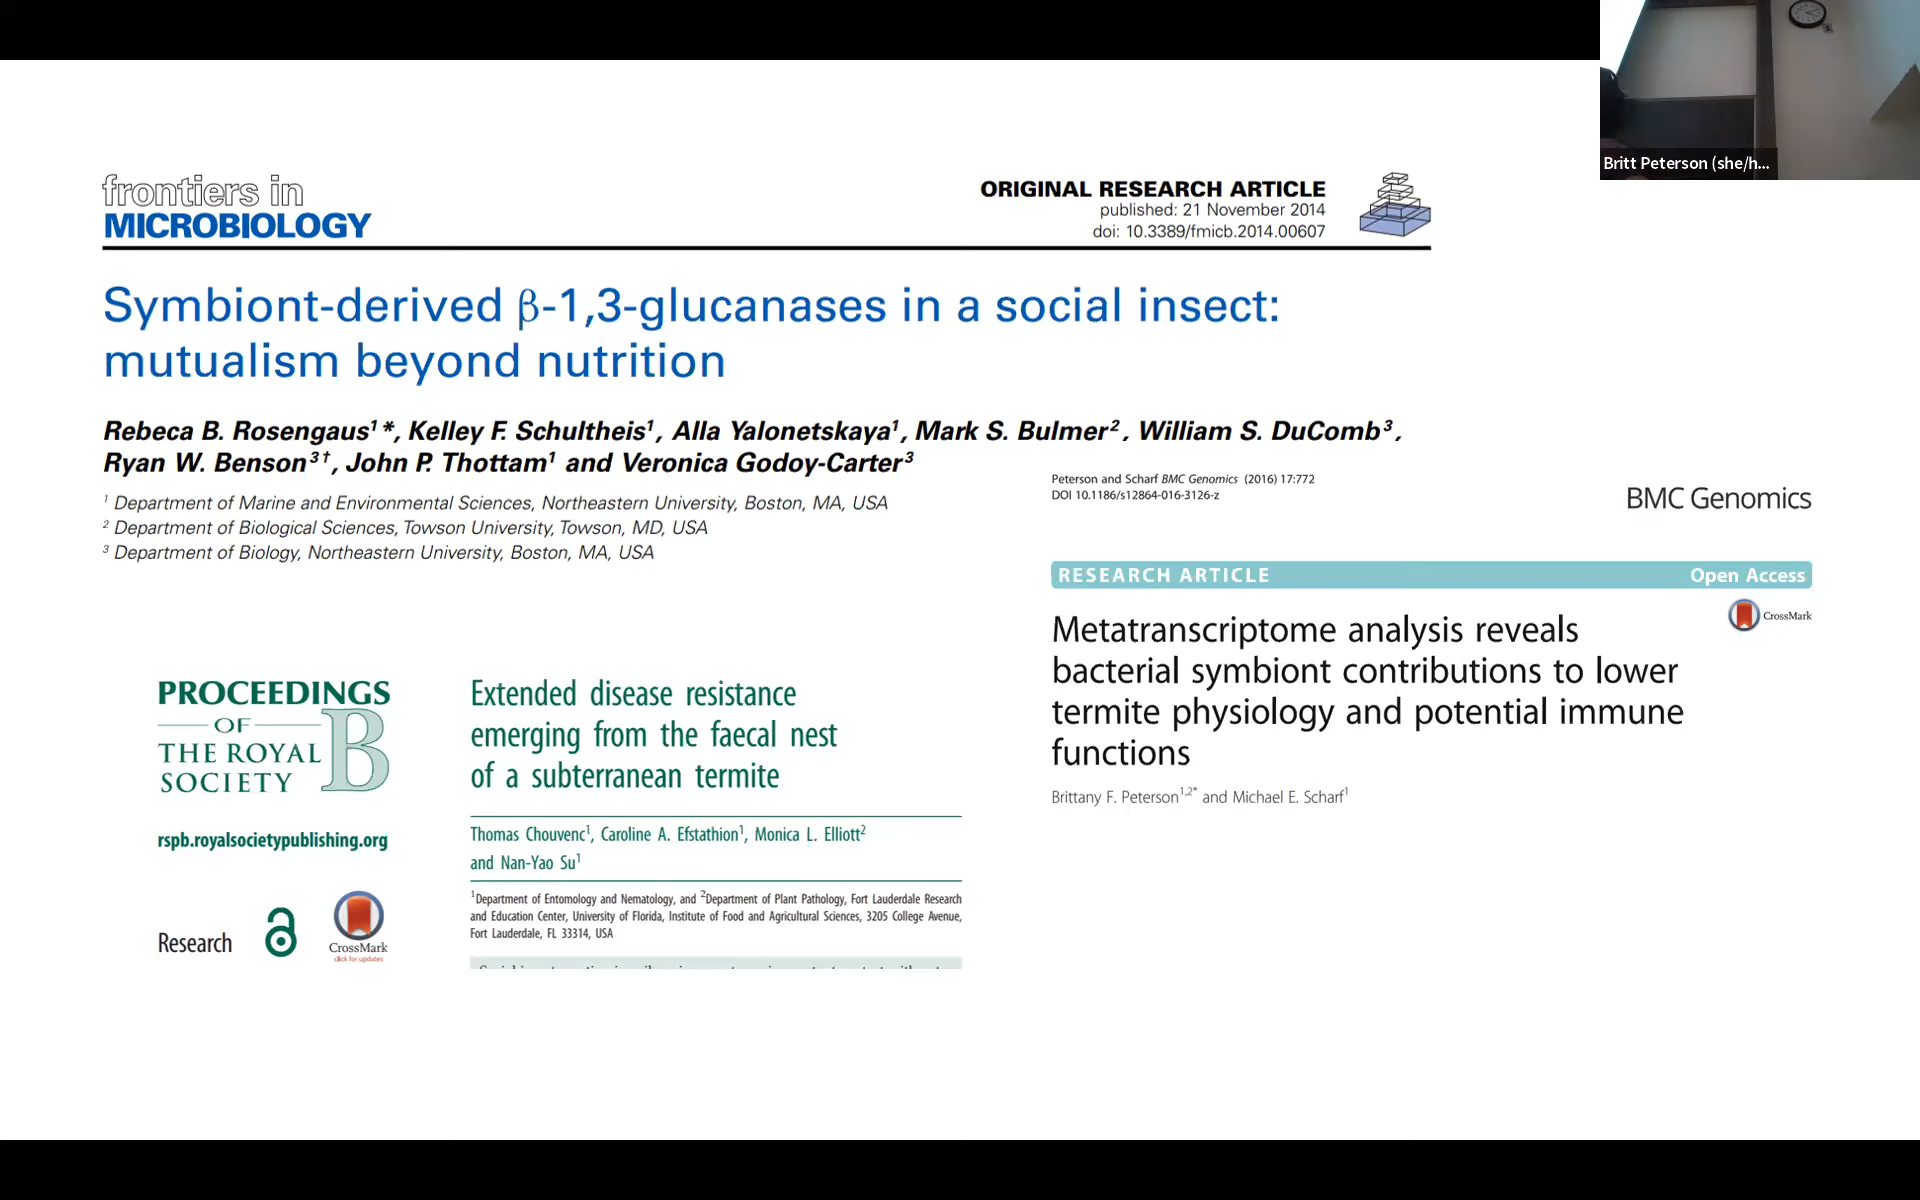 Britt Peterson (she/h...
frontiers in
MICROBIOLOGY
ORIGINAL RESEARCH ARTICLE
published: 21 November 2014
doi: 10.3389/fmicb.2014.00607
Symbiont-derived β-1,3-glucanases in a social insect:
mutualism beyond nutrition
Rebeca B. Rosengaus¹*, Kelley F. Schultheis¹, Alla Yalonetskaya¹, Mark S. Bulmer², William S. DuComb³,
Ryan W. Benson³†, John P. Thottam¹ and Veronica Godoy-Carter³
¹ Department of Marine and Environmental Sciences, Northeastern University, Boston, MA, USA
² Department of Biological Sciences, Towson University, Towson, MD, USA
³ Department of Biology, Northeastern University, Boston, MA, USA
Peterson and Scharf BMC Genomics (2016) 17:772
DOI 10.1186/s12864-016-3126-z
BMC Genomics
RESEARCH ARTICLE
Open Access
CrossMark
Metatranscriptome analysis reveals
bacterial symbiont contributions to lower
termite physiology and potential immune
functions
Brittany F. Peterson¹,²* and Michael E. Scharf¹
PROCEEDINGS
OF
THE ROYAL
SOCIETY
B
rspb.royalsocietypublishing.org
Research
CrossMark
click for updates
Extended disease resistance
emerging from the faecal nest
of a subterranean termite
Thomas Chouvenc¹, Caroline A. Efstathion¹, Monica L. Elliott²
and Nan-Yao Su¹
¹Department of Entomology and Nematology, and ²Department of Plant Pathology, Fort Lauderdale Research
and Education Center, University of Florida, Institute of Food and Agricultural Sciences, 3205 College Avenue,
Fort Lauderdale, FL 33314, USA